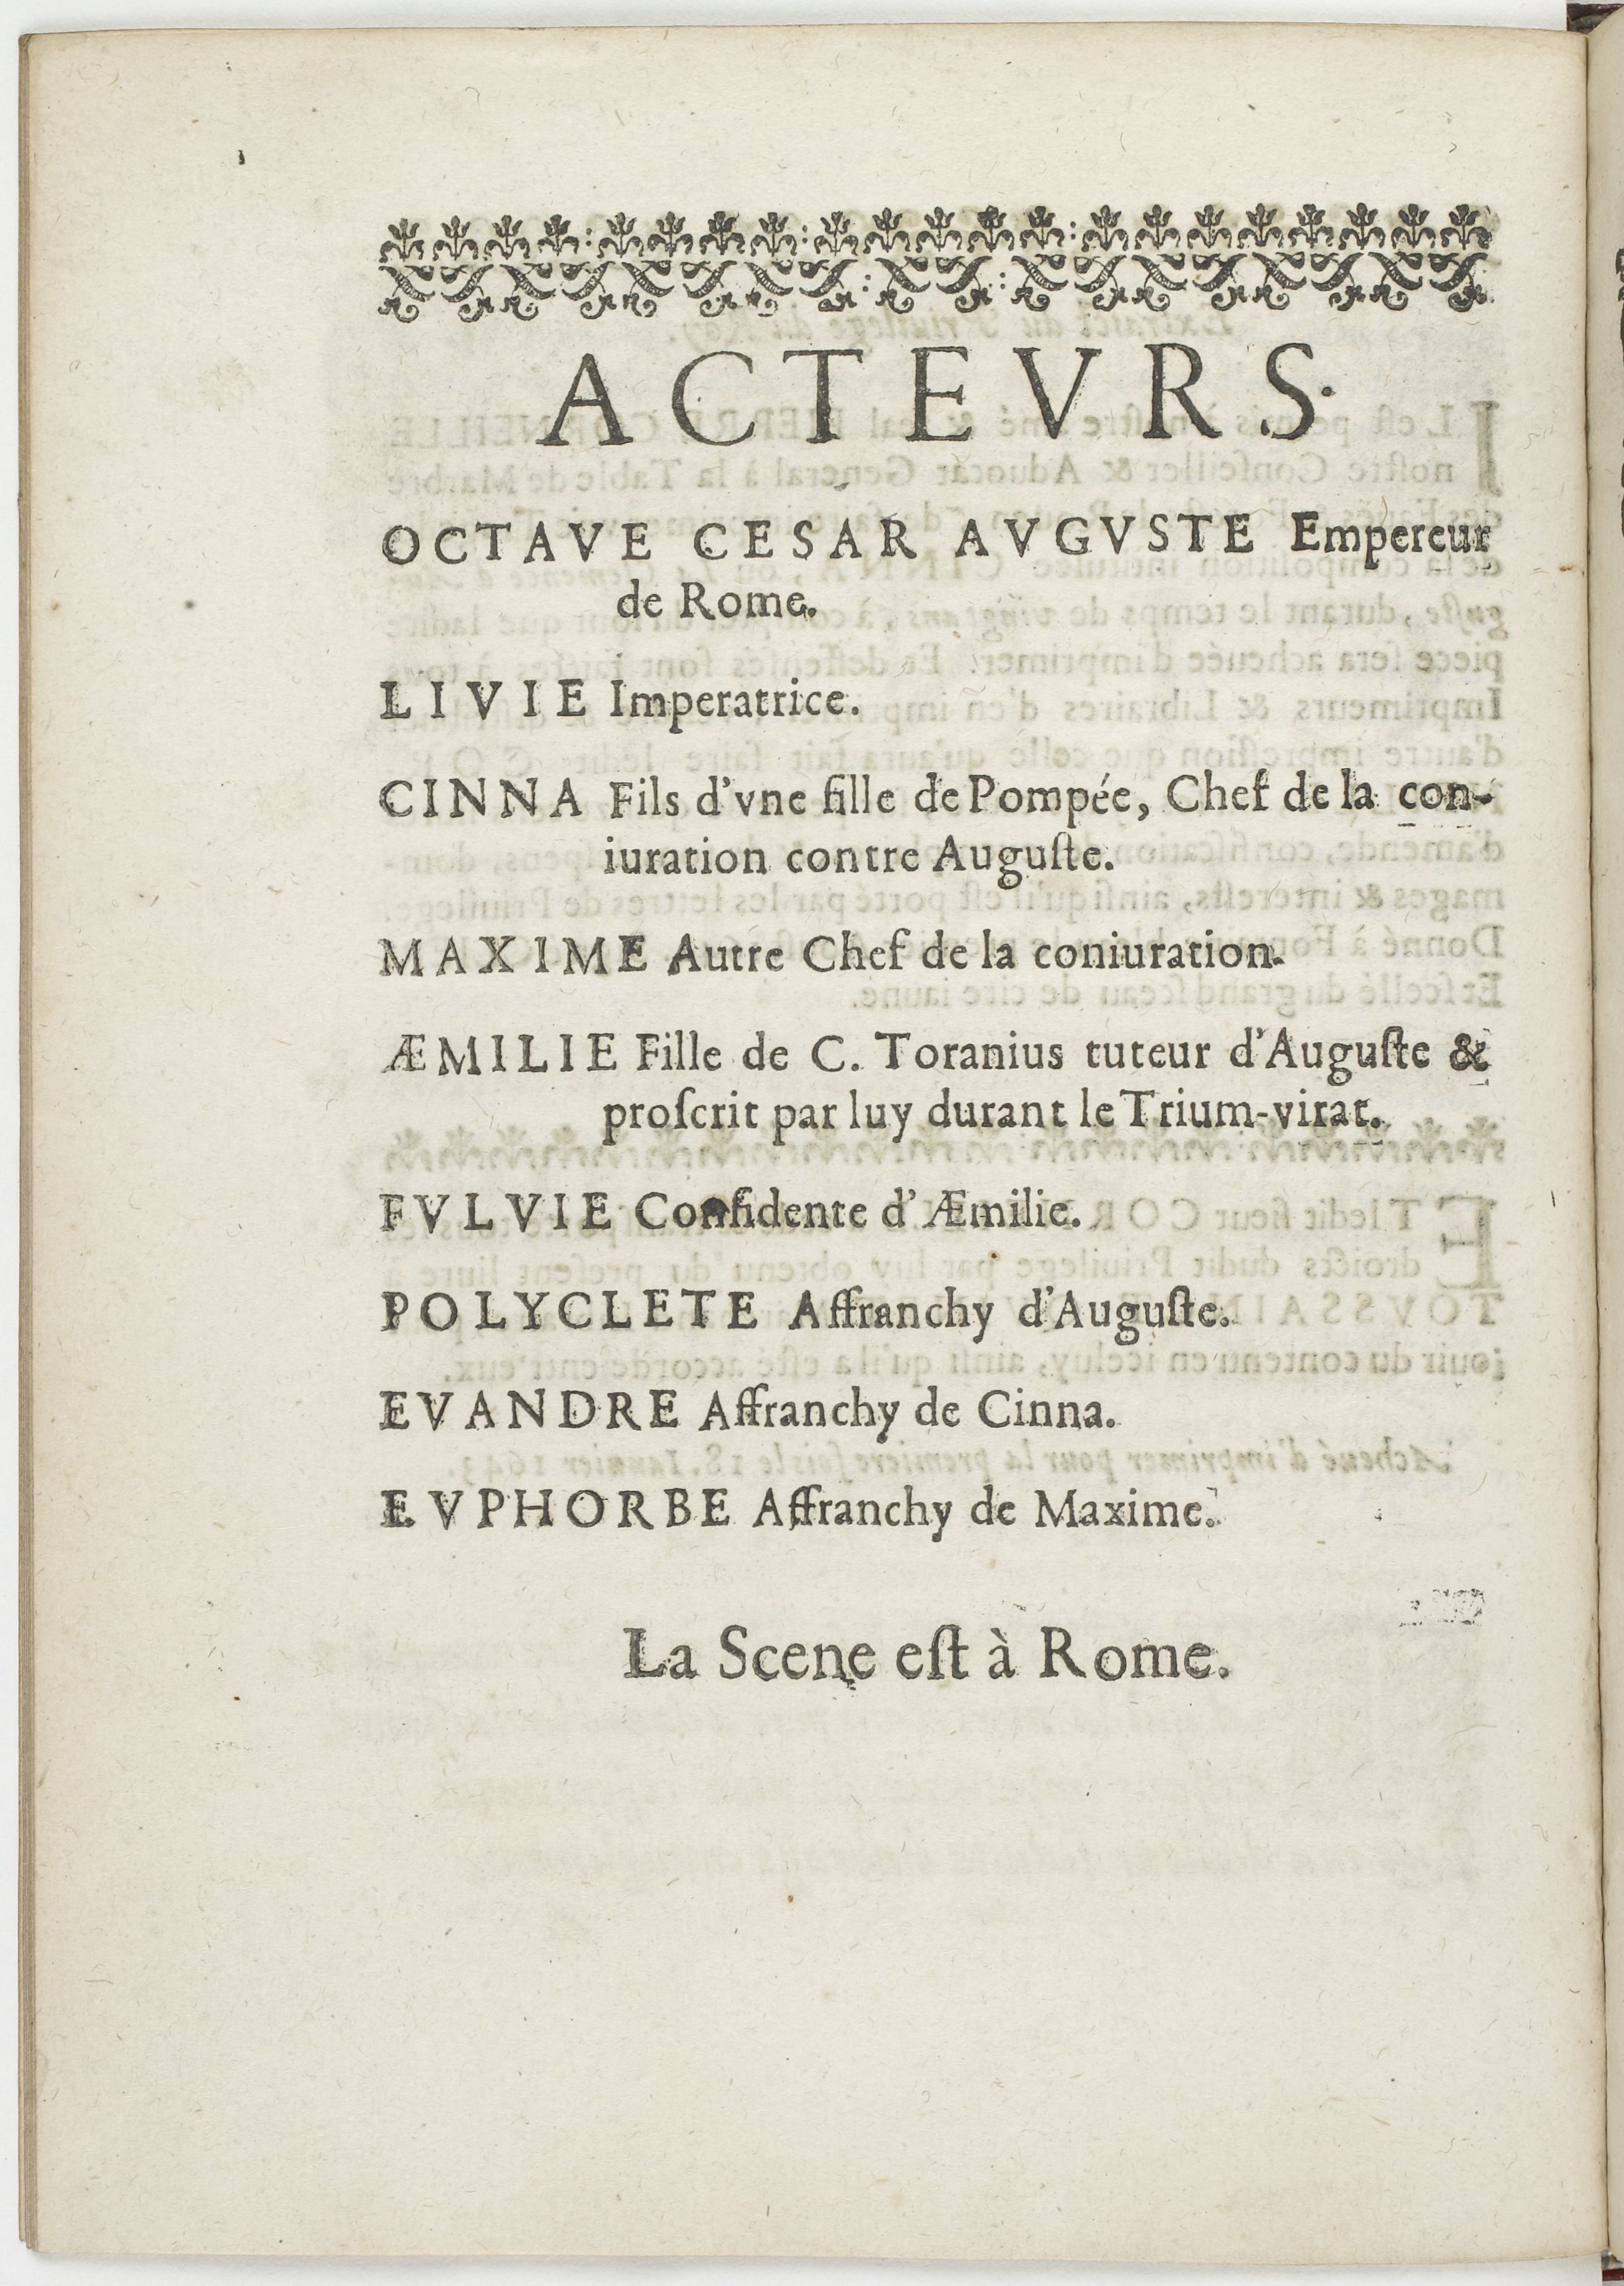 ACTEVRS.
OCTAVE CESAR AVGVSTE Empereur
de Rome.
LIVIE Imperatrice.
CINNA Fils d'vne fille de Pompée, Chef de la con-
iuration contre Auguſte.
MAXIME Autre Chef de la coniuration.
ÆMILIE Fille de C. Toranius tuteur d'Auguſte &
proſcrit par luy durant le Trium-virat.
FVLVIE Confidente d'Æmilie.
POLYCLETE Affranchy d'Auguſte.
EVANDRE Affranchy de Cinna.
EVPHORBE Affranchy de Maxime.
La Scene eſt à Rome.